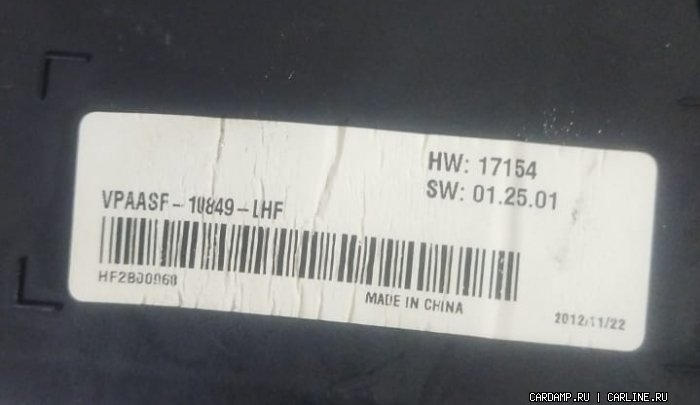 HW: 17154
SW: 01.25.01
VPAASF-10849-LHF
MADE IN CHINA
2012/11/22
CARDAMP.RU | CARLINE.RU